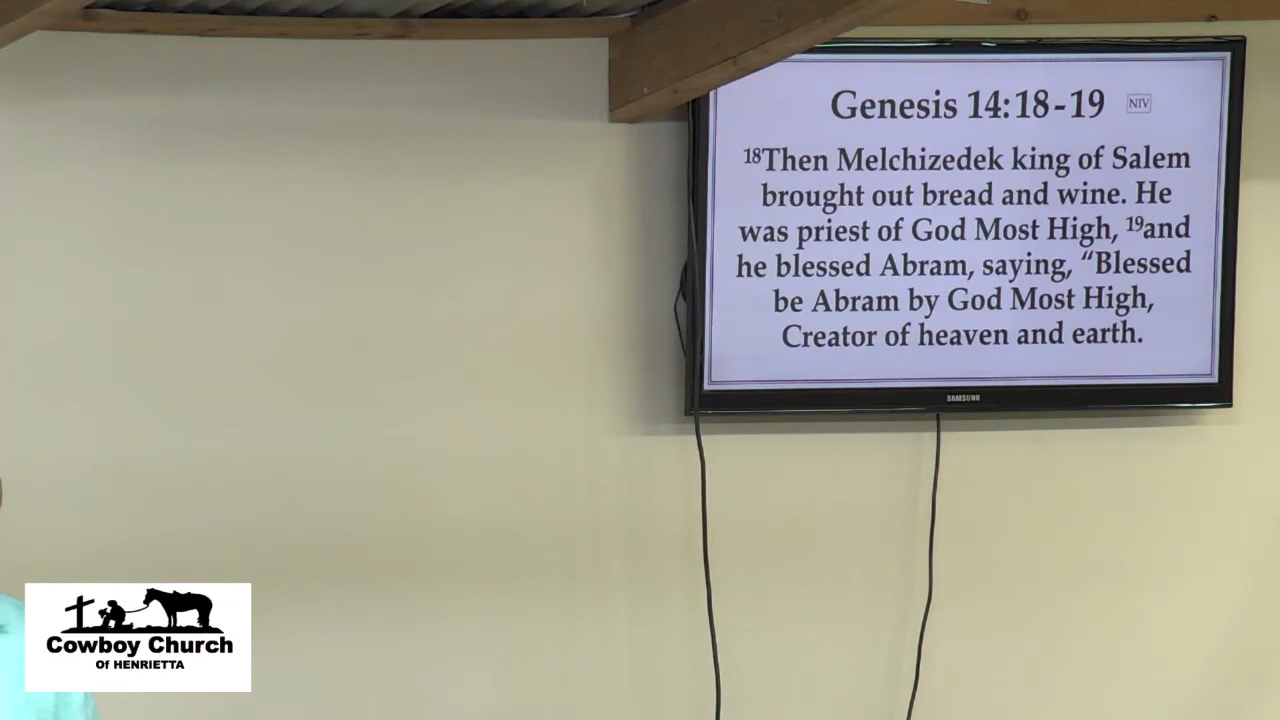 Genesis 14:18-19 NIV
18Then Melchizedek king of Salem
brought out bread and wine. He
was priest of God Most High, 19and
he blessed Abram, saying, “Blessed
be Abram by God Most High,
Creator of heaven and earth.
SAMSUNG
Cowboy Church
Of HENRIETTA